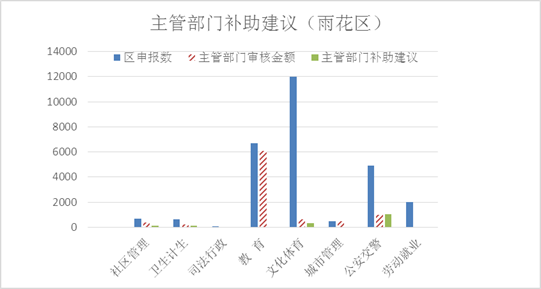 主管部门补助建议（雨花区）
14000
区申报数 主管部门审核金额 主管部门补助建议
12000
10000
8000
6000
4000
2000
0
社区管理 卫生计生 司法行政 教 育 文化体育 城市管理 公安交警 劳动就业